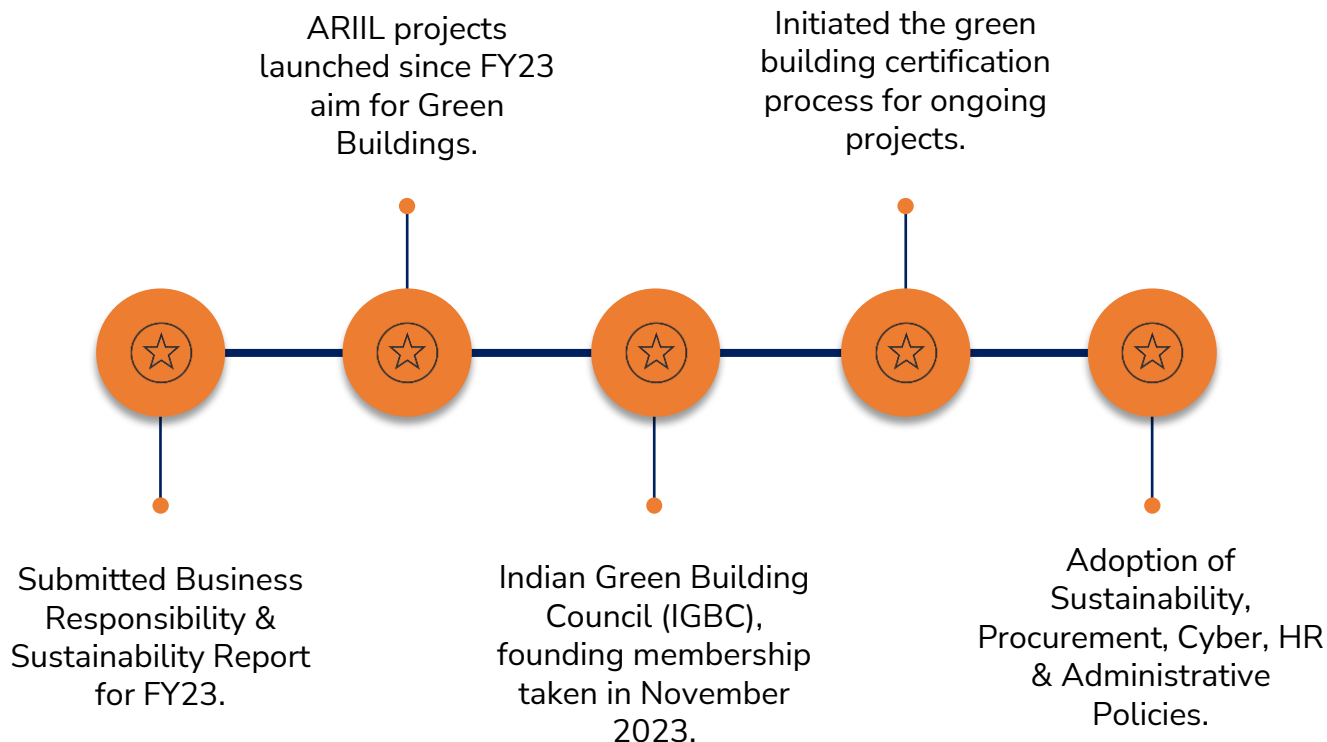 ARIIL projects
launched since FY23
aim for Green
Buildings.
Initiated the green
building certification
process for ongoing
projects.
Submitted Business
Responsibility &
Sustainability Report
for FY23.
Indian Green Building
Council (IGBC),
founding membership
taken in November
2023.
Adoption of
Sustainability,
Procurement, Cyber, HR
& Administrative
Policies.